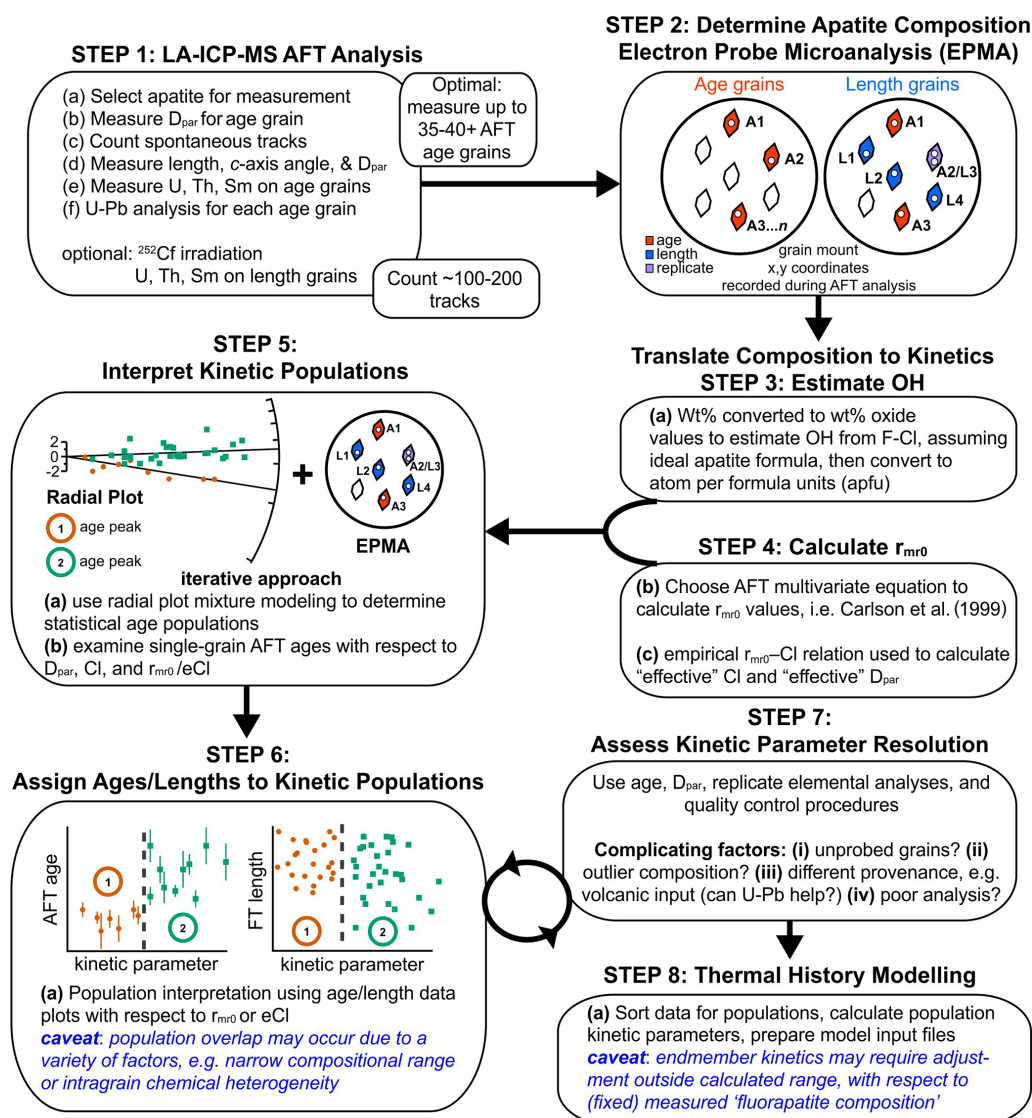 STEP 1: LA-ICP-MS AFT Analysis
(a) Select apatite for measurement
(b) Measure Dpar for age grain
(c) Count spontaneous tracks
(d) Measure length, c-axis angle, & Dpar
(e) Measure U, Th, Sm on age grains
(f) U-Pb analysis for each age grain
optional: 252Cf irradiation
U, Th, Sm on length grains
Optimal:
measure up to
35-40+ AFT
age grains
Count ~100-200
tracks
STEP 2: Determine Apatite Composition
Electron Probe Microanalysis (EPMA)
Age grains
A1
A2
A3...n
Length grains
A1
L1
A2/L3
L2
L4
A3
age
length
replicate
grain mount
x,y coordinates
recorded during AFT analysis
Translate Composition to Kinetics
STEP 3: Estimate OH
(a) Wt% converted to wt% oxide
values to estimate OH from F-Cl, assuming
ideal apatite formula, then convert to
atom per formula units (apfu)
STEP 4: Calculate rmr0
(b) Choose AFT multivariate equation to
calculate rmr0 values, i.e. Carlson et al. (1999)
(c) empirical rmr0–Cl relation used to calculate
“effective” Cl and “effective” Dpar
STEP 5:
Interpret Kinetic Populations
2
0
-2
Radial Plot
1 age peak
2 age peak
+
A1
L1
L2
A2/L3
L4
A3
EPMA
iterative approach
(a) use radial plot mixture modeling to determine
statistical age populations
(b) examine single-grain AFT ages with respect to
Dpar, Cl, and rmr0/eCl
STEP 6:
Assign Ages/Lengths to Kinetic Populations
AFT age
1
2
kinetic parameter
FT length
1
2
kinetic parameter
(a) Population interpretation using age/length data
plots with respect to rmr0 or eCl
caveat: population overlap may occur due to a
variety of factors, e.g. narrow compositional range
or intragrain chemical heterogeneity
STEP 7:
Assess Kinetic Parameter Resolution
Use age, Dpar, replicate elemental analyses, and
quality control procedures
Complicating factors: (i) unprobed grains? (ii)
outlier composition? (iii) different provenance, e.g.
volcanic input (can U-Pb help?) (iv) poor analysis?
STEP 8: Thermal History Modelling
(a) Sort data for populations, calculate population
kinetic parameters, prepare model input files
caveat: endmember kinetics may require adjust-
ment outside calculated range, with respect to
(fixed) measured ‘fluorapatite composition’